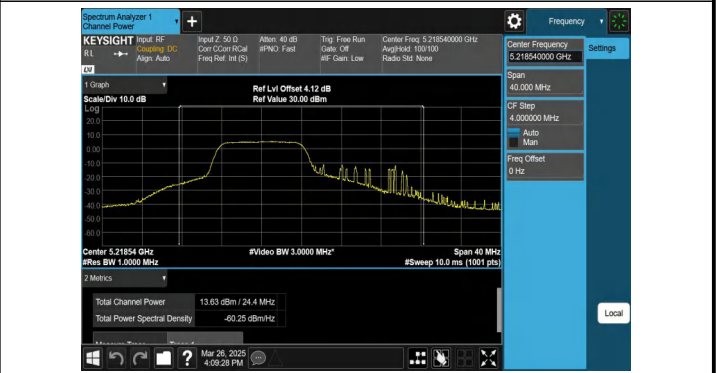 Spectrum Analyzer 1
Channel Power
Frequency
KEYSIGHT
RL
LXI
Input: RF
Coupling: DC
Align: Auto
Input Z: 50 Ω
Corr CCorr RCal
Freq Ref: Int (S)
Atten: 40 dB
#PNO: Fast
Trig: Free Run
Gate: Off
#IF Gain: Low
Center Freq: 5.218540000 GHz
Avg|Hold: 100/100
Radio Std: None
Center Frequency
5.218540000 GHz
Settings
Span
40.000 MHz
CF Step
4.000000 MHz
Auto
Man
Freq Offset
0 Hz
1 Graph
Scale/Div 10.0 dB
Ref Lvl Offset 4.12 dB
Ref Value 30.00 dBm
Log
20.0
10.0
0.00
-10.0
-20.0
-30.0
-40.0
-50.0
-60.0
Center 5.21854 GHz
#Res BW 1.0000 MHz
#Video BW 3.0000 MHz*
Span 40 MHz
#Sweep 10.0 ms (1001 pts)
2 Metrics
Total Channel Power 13.63 dBm / 24.4 MHz
Total Power Spectral Density -60.25 dBm/Hz
Local
?
Mar 26, 2025
4:09:28 PM